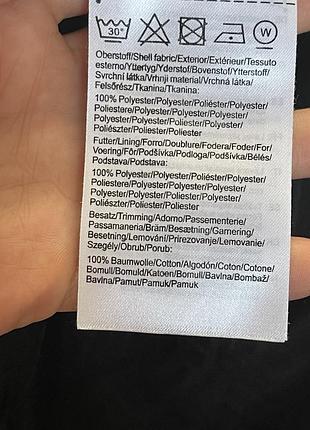 30°
W
Oberstoff/Shell fabric/Exterior/Extérieur/Tessuto
esterno/Yttertyg/Yderstof/Bovenstof/Ytterstoff/
Svrchní látka/Vrhnji material/Vrchná látka/
Felsőrész/Tkanina/Tkanina:
100% Polyester/Polyester/Poliéster/Polyester/
Poliestere/Polyester/Polyester/Polyester/
Polyester/Polyester/Poliester/Polyester/
Poliészter/Poliester/Poliester
Futter/Lining/Forro/Doublure/Fodera/Foder/For/
Voering/Fôr/Podšívka/Podloga/Podšívka/Bélés/
Podstava/Podstava:
100% Polyester/Polyester/Poliéster/Polyester/
Poliestere/Polyester/Polyester/Polyester/
Polyester/Polyester/Poliester/Polyester/
Poliészter/Poliester/Poliester
Besatz/Trimming/Adorno/Passementerie/
Passamaneria/Bräm/Besætning/Garnering/
Besetning/Lemování/Prirezovanje/Lemovanie/
Szegély/Obrub/Porub:
100% Baumwolle/Cotton/Algodón/Coton/Cotone/
Bomull/Bomuld/Katoen/Bomull/Bavlna/Bombaž/
Bavlna/Pamut/Pamuk/Pamuk